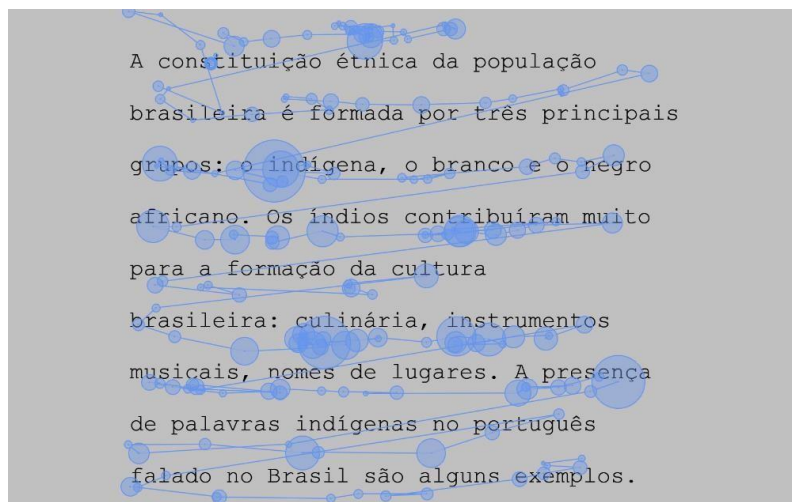 A constituição étnica da população
brasileira é formada por três principais
grupos: o indígena, o branco e o negro
africano. Os índios contribuíram muito
para a formação da cultura
brasileira: culinária, instrumentos
musicais, nomes de lugares. A presença
de palavras indígenas no português
falado no Brasil são alguns exemplos.